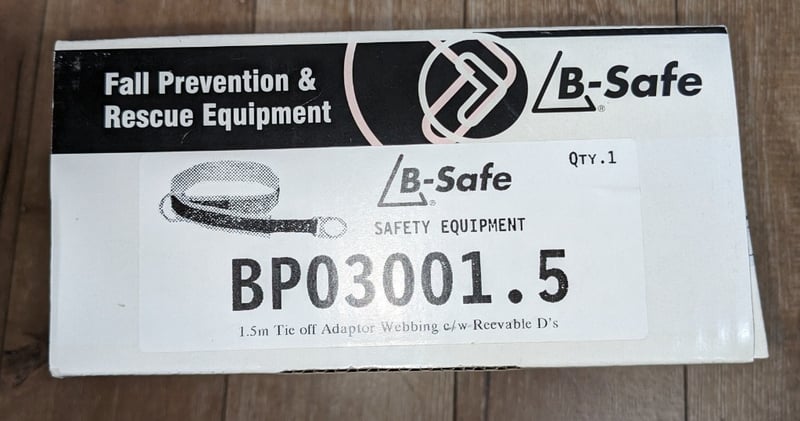 Fall Prevention &
Rescue Equipment
B-Safe®
B-Safe®
QTY.1
SAFETY EQUIPMENT
BP03001.5
1.5m Tie off Adaptor Webbing c/w Reevable D's